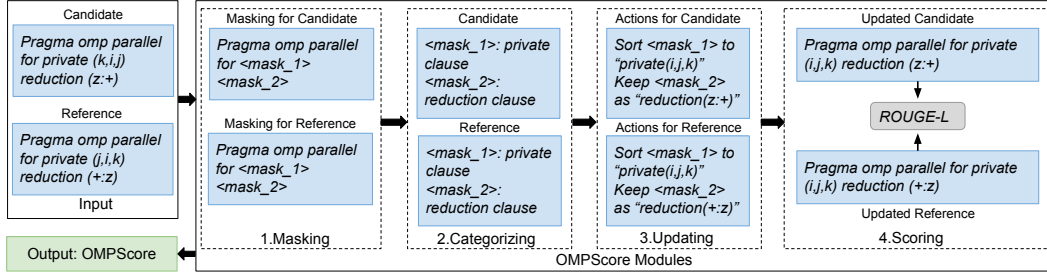 Candidate
Pragma omp parallel
for private (k,i,j)
reduction (z:+)
Reference
Pragma omp parallel
for private (j,i,k)
reduction (+:z)
Input
Output: OMPScore
Masking for Candidate
Pragma omp parallel
for <mask_1>
<mask_2>
Masking for Reference
Pragma omp parallel
for <mask_1>
<mask_2>
1.Masking
Candidate
<mask_1>: private
clause
<mask_2>:
reduction clause
Reference
<mask_1>: private
clause
<mask_2>:
reduction clause
2.Categorizing
Actions for Candidate
Sort <mask_1> to
“private(i,j,k)”
Keep <mask_2>
as “reduction(z:+)”
Actions for Reference
Sort <mask_1> to
“private(i,j,k)”
Keep <mask_2>
as “reduction(+:z)”
3.Updating
Updated Candidate
Pragma omp parallel for private
(i,j,k) reduction (z:+)
ROUGE-L
Pragma omp parallel for private
(i,j,k) reduction (+:z)
Updated Reference
4.Scoring
OMPScore Modules